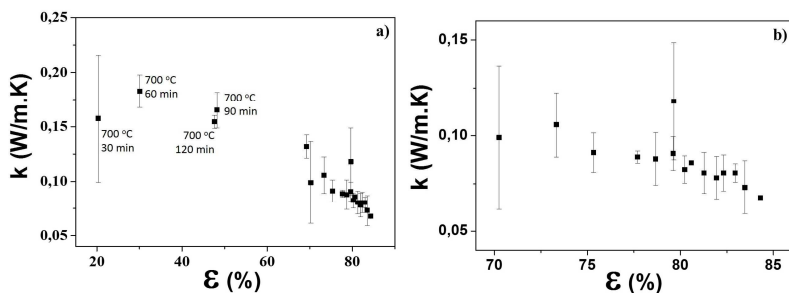 a)
0,25
0,20
0,15
0,10
0,05
k (W/m.K)
700 °C
60 min
700 °C
90 min
700 °C
30 min
700 °C
120 min
20
40
60
80
ε (%)
b)
0,15
0,10
0,05
k (W/m.K)
70
75
80
85
ε (%)